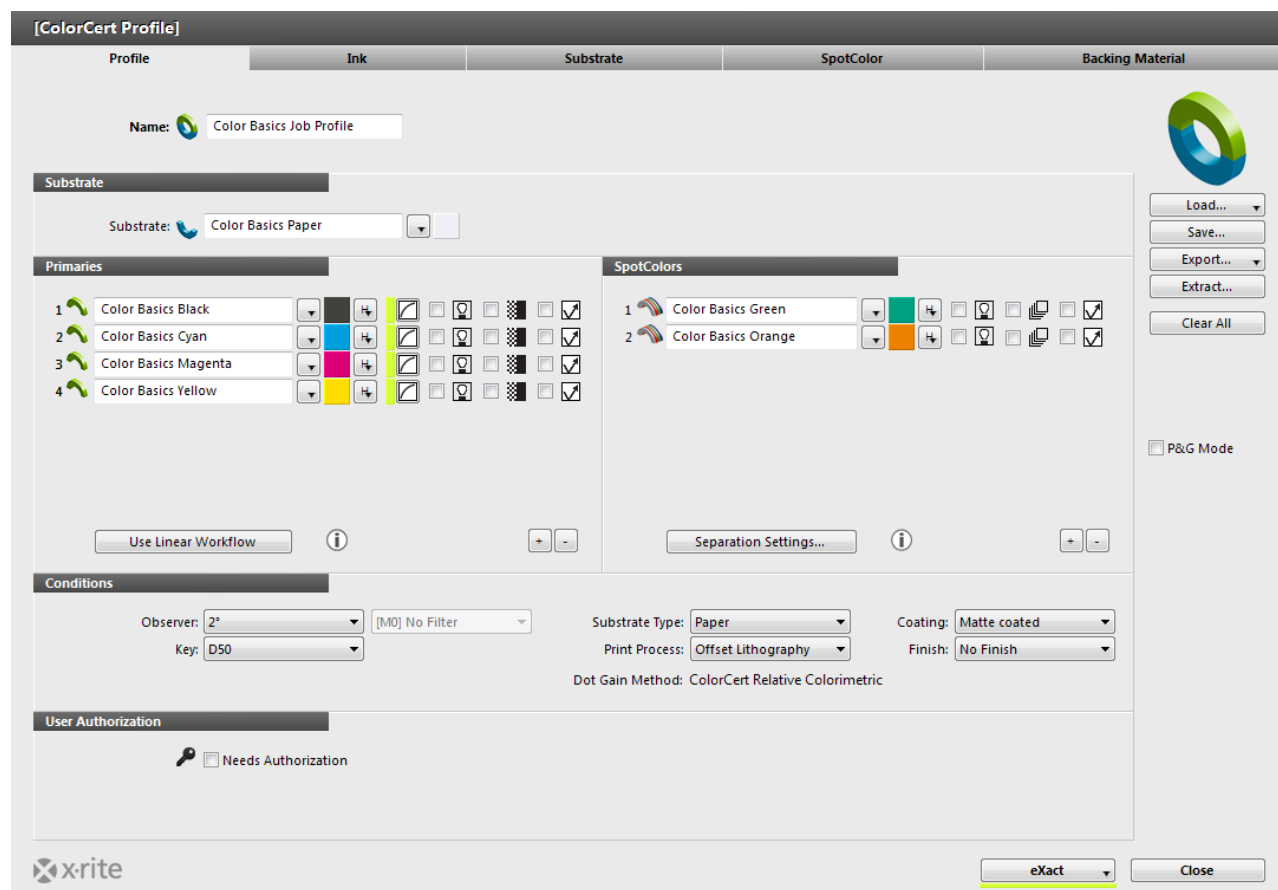 [ColorCert Profile]
Profile Ink Substrate SpotColor Backing Material
Name: Color Basics Job Profile
Substrate
Substrate: Color Basics Paper
Load...
Save...
Export...
Extract...
Clear All
Primaries
1 Color Basics Black H
2 Color Basics Cyan H
3 Color Basics Magenta H
4 Color Basics Yellow H
Use Linear Workflow i + -
SpotColors
1 Color Basics Green H
2 Color Basics Orange H
Separation Settings... i + -
P&G Mode
Conditions
Observer: 2° [M0] No Filter Substrate Type: Paper Coating: Matte coated
Key: D50 Print Process: Offset Lithography Finish: No Finish
Dot Gain Method: ColorCert Relative Colorimetric
User Authorization
Needs Authorization
x·rite eXact Close